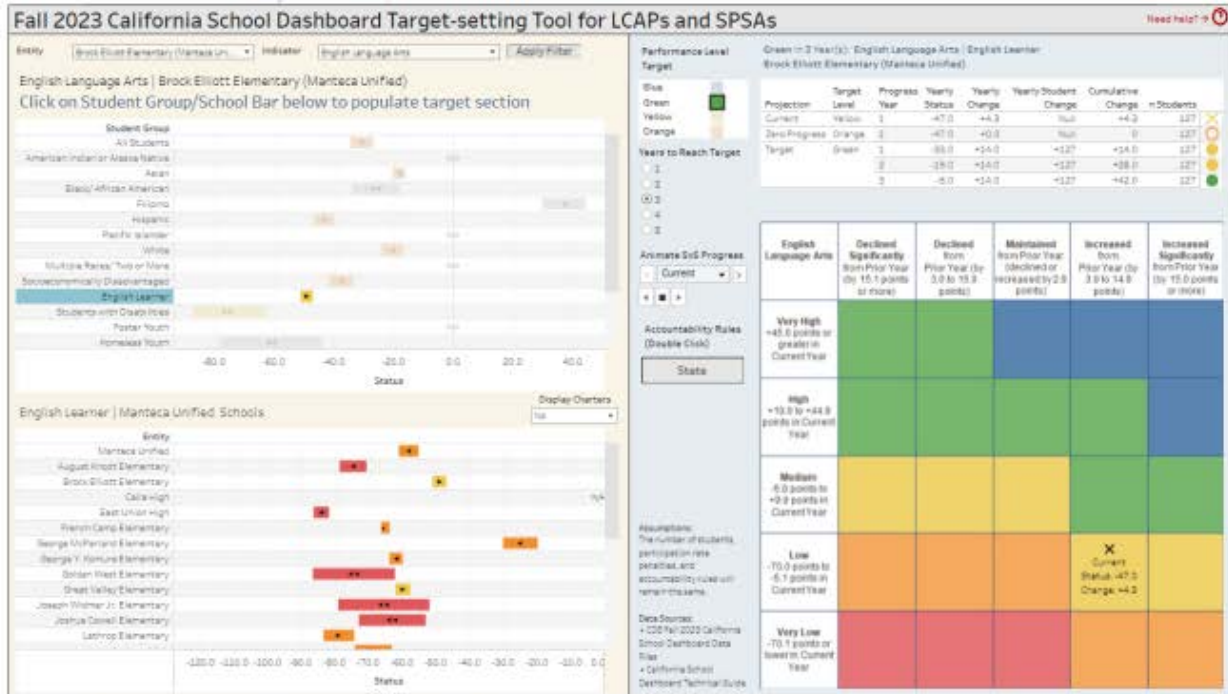 Fall 2023 California School Dashboard Target-setting Tool for LCAPs and SPSAs
Need help? →
Entity
Brock Elliott Elementary (Manteca Un...
Indicator
English Language Arts
Apply Filter
English Language Arts | Brock Elliott Elementary (Manteca Unified)
Click on Student Group/School Bar below to populate target section
Student Group
All Students
American Indian or Alaska Native
Asian
Black/ African American
Filipino
Hispanic
Pacific Islander
White
Multiple Races/ Two or More
Socioeconomically Disadvantaged
English Learner
Students with Disabilities
Foster Youth
Homeless Youth
-80.0 -60.0 -40.0 -20.0 0.0 20.0 40.0
Status
English Learner | Manteca Unified Schools
Display Charters
No
Entity
Manteca Unified
August Knodt Elementary
Brock Elliott Elementary
Calla High
N/A
East Union High
French Camp Elementary
George McParland Elementary
George Y. Komure Elementary
Golden West Elementary
Great Valley Elementary
Joseph Widmer Jr. Elementary
Joshua Cowell Elementary
Lathrop Elementary
-120.0 -110.0 -100.0 -90.0 -80.0 -70.0 -60.0 -50.0 -40.0 -30.0 -20.0 -10.0 0.0
Status
Performance Level
Target
Blue
Green
Yellow
Orange
Years to Reach Target
1
2
3
4
5
Animate SxS Progress
Current
Accountability Rules
(Double Click)
State
Assumptions:
The number of students,
participation rate
penalties, and
accountability rules will
remain the same.
Data Sources:
• CDE Fall 2023 California
School Dashboard Data
Files
• California School
Dashboard Technical Guide
Green in 3 Year(s): English Language Arts | English Learner
Brock Elliott Elementary (Manteca Unified)
Projection Target Level Progress Year Yearly Status Yearly Change Yearly Student Change Cumulative Change n Students
Current Yellow 1 -47.0 +4.3 Null +4.3 127
Zero Progress Orange 1 -47.0 +0.0 Null 0 127
Target Green 1 -33.0 +14.0 +127 +14.0 127
2 -19.0 +14.0 +127 +28.0 127
3 -5.0 +14.0 +127 +42.0 127
English
Language Arts
Declined
Significantly
from Prior Year
(by 15.1 points
or more)
Declined
from
Prior Year (by
3.0 to 15.0
points)
Maintained
from Prior Year
(declined or
increased by 2.9
points)
Increased
from
Prior Year (by
3.0 to 14.9
points)
Increased
Significantly
from Prior Year
(by 15.0 points
or more)
Very High
+45.0 points or
greater in
Current Year
High
+10.0 to +44.9
points in Current
Year
Medium
-5.0 points to
+9.9 points in
Current Year
Low
-70.0 points to
-5.1 points in
Current Year
X
Current
Status: -47.0
Change: +4.3
Very Low
-70.1 points or
lower in Current
Year